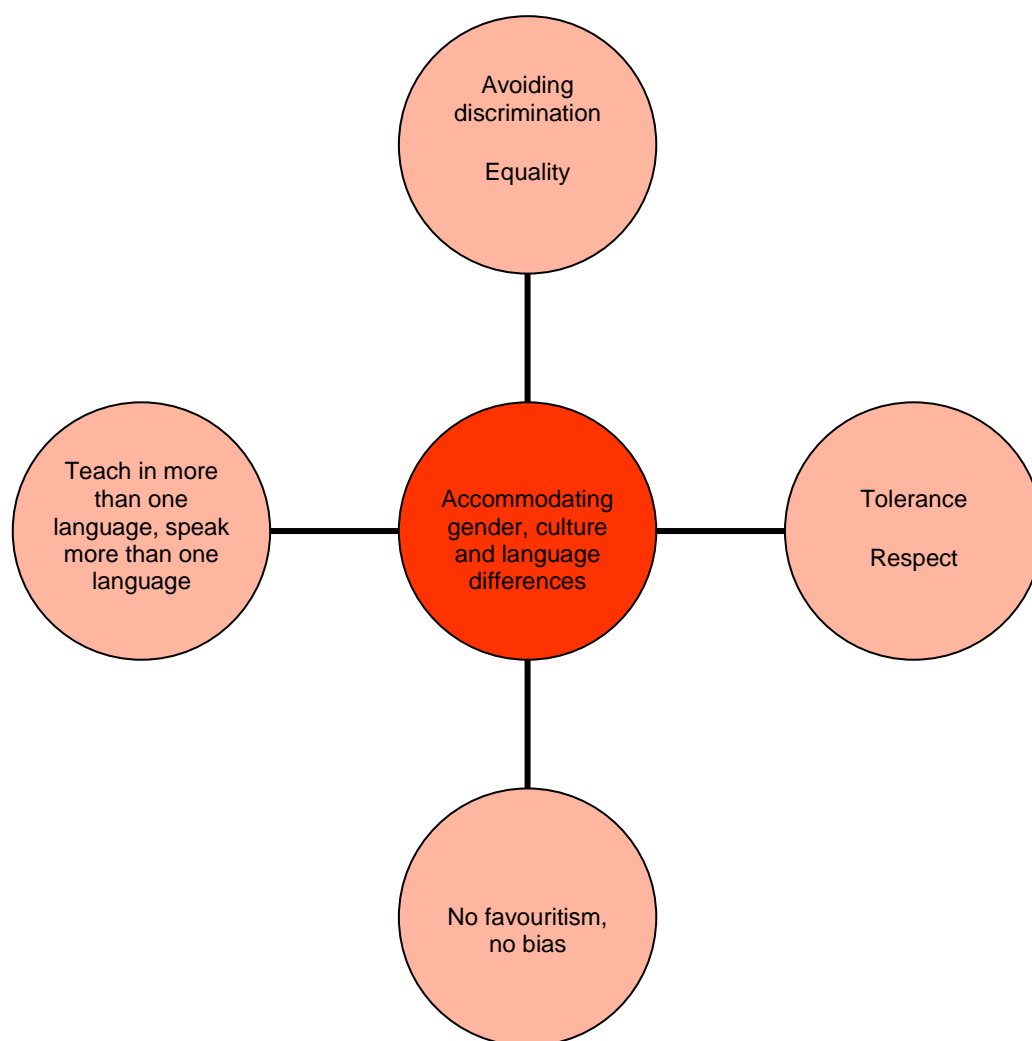 Avoiding
discrimination
Equality
Teach in more
than one
language, speak
more than one
language
Accommodating
gender, culture
and language
differences
Tolerance
Respect
No favouritism,
no bias